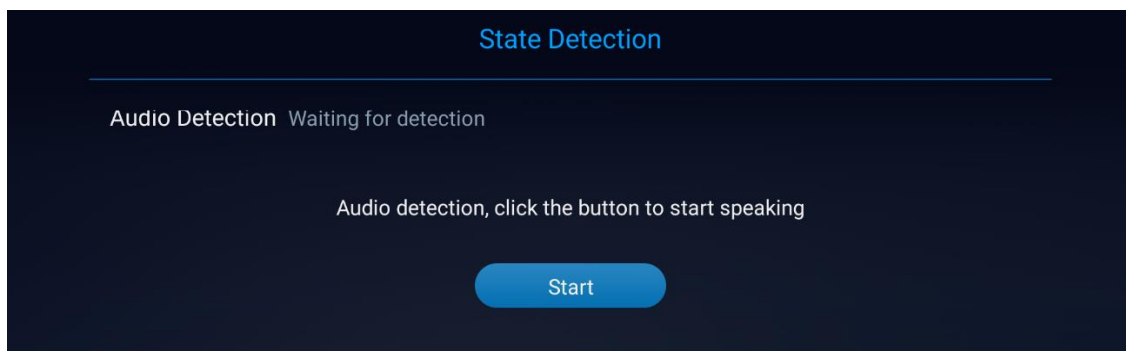 State Detection
Audio Detection Waiting for detection
Audio detection, click the button to start speaking
Start